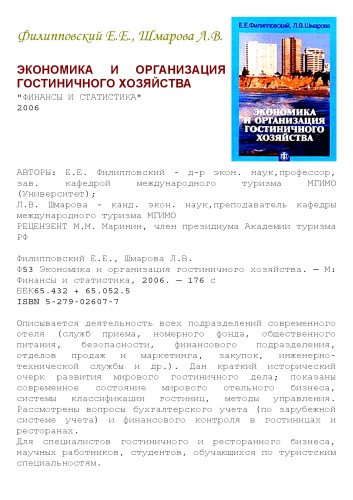 Филипповский Е.Е., Шмарова Л.В.
Е.Е.Филипповский, Л.В.Шмарова
ЭКОНОМИКА
И ОРГАНИЗАЦИЯ
ГОСТИНИЧНОГО
ХОЗЯЙСТВА
ЭКОНОМИКА И ОРГАНИЗАЦИЯ
ГОСТИНИЧНОГО ХОЗЯЙСТВА
"ФИНАНСЫ И СТАТИСТИКА"
2006
АВТОРЫ: Е.Е. Филипповский - д-р экон. наук,профессор,
зав. кафедрой международного туризма МГИМО
(Университет);
Л.В. Шмарова - канд. экон. наук,преподаватель кафедры
международного туризма МГИМО
РЕЦЕНЗЕНТ М.М. Маринин, член президиума Академии туризма
РФ
Филипповский Е.Е., Шмарова Л.В.
Ф53 Экономика и организация гостиничного хозяйства. — М:
Финансы и статистика, 2006. — 176 с
ББК65.432 + 65.052.5
ISBN 5-279-02607-7
Описывается деятельность всех подразделений современного
отеля (служб приема, номерного фонда, общественного
питания, безопасности, финансового подразделения,
отделов продаж и маркетинга, закупок, инженерно-
технической службы и др.). Дан краткий исторический
очерк развития мирового гостиничного дела; показаны
современное состояние мирового отельного бизнеса,
системы классификации гостиниц, методы управления.
Рассмотрены вопросы бухгалтерского учета (по зарубежной
системе учета) и финансового контроля в гостиницах и
ресторанах.
Для специалистов гостиничного и ресторанного бизнеса,
научных работников, студентов, обучающихся по туристским
специальностям.